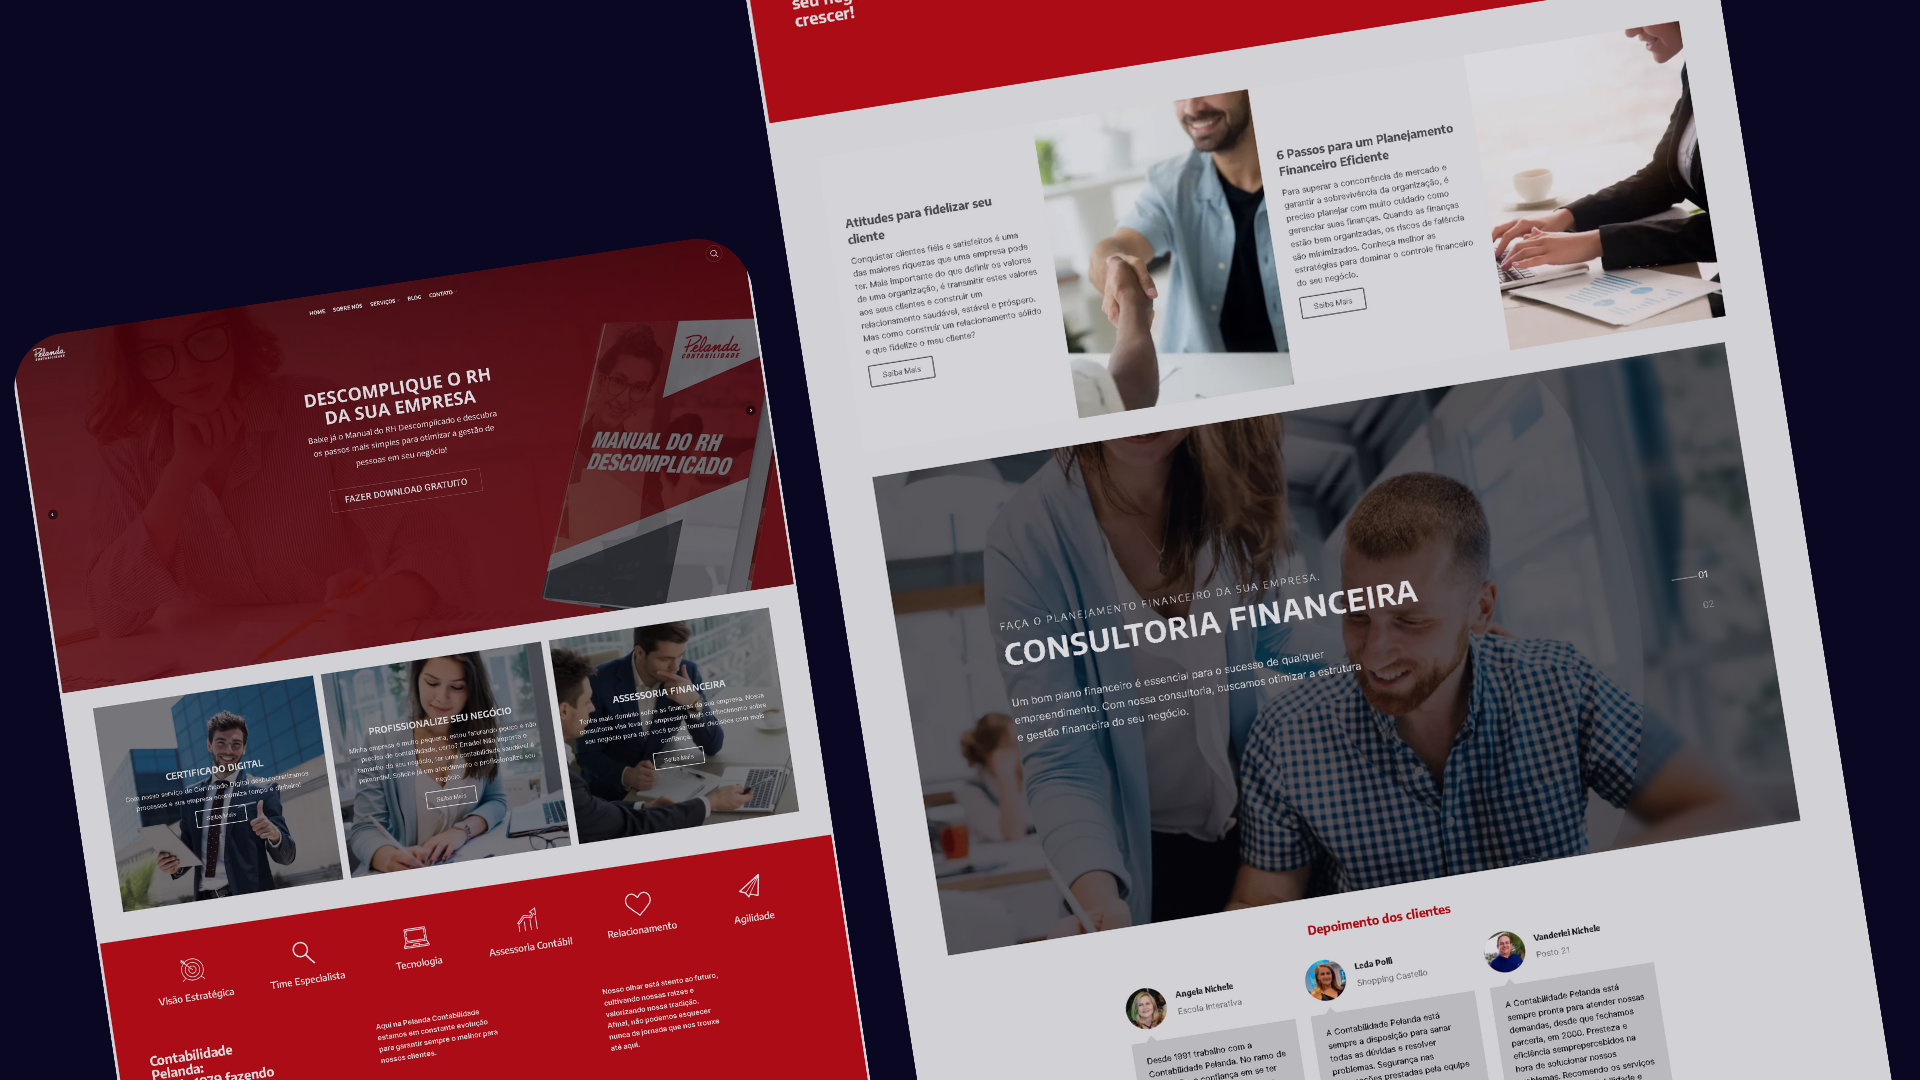 Pelanda
CONTABILIDADE
HOME SOBRE NÓS SERVIÇOS BLOG CONTATO
DESCOMPLIQUE O RH
DA SUA EMPRESA
Baixe já o Manual do RH Descomplicado e descubra
os passos mais simples para otimizar a gestão de
pessoas em seu negócio!
FAZER DOWNLOAD GRATUITO
Pelanda
CONTABILIDADE
MANUAL DO RH
DESCOMPLICADO
CERTIFICADO DIGITAL
Com nosso serviço de Certificado Digital desburocratizamos
processos e sua empresa economiza tempo e dinheiro!
Saiba Mais
PROFISSIONALIZE SEU NEGÓCIO
Minha empresa é muito pequena, estou faturando pouco e não
preciso de contabilidade, certo? Errado! Não importa o
tamanho do seu negócio, ter uma contabilidade saudável é
primordial. Solicite já um atendimento e profissionalize seu
negócio.
Saiba Mais
ASSESSORIA FINANCEIRA
Tenha mais domínio sobre as finanças da sua empresa. Nossa
consultoria visa levar ao empresário mais conhecimento sobre
seu negócio para que você possa tomar decisões com mais
confiança.
Saiba Mais
Visão Estratégica
Time Especialista
Tecnologia
Assessoria Contábil
Relacionamento
Agilidade
Contabilidade
Pelanda:
1979 fazendo
Aqui na Pelanda Contabilidade
estamos em constante evolução
para garantir sempre o melhor para
nossos clientes.
Nosso olhar está atento ao futuro,
cultivando nossas raízes e
valorizando nossa tradição.
Afinal, não podemos esquecer
nunca da jornada que nos trouxe
até aqui.
seu neg
crescer!
Atitudes para fidelizar seu
cliente
Conquistar clientes fiéis e satisfeitos é uma
das maiores riquezas que uma empresa pode
ter. Mais importante do que definir os valores
de uma organização, é transmitir estes valores
aos seus clientes e construir um
relacionamento saudável, estável e próspero.
Mas como construir um relacionamento sólido
e que fidelize o meu cliente?
Saiba Mais
6 Passos para um Planejamento
Financeiro Eficiente
Para superar a concorrência de mercado e
garantir a sobrevivência da organização, é
preciso planejar com muito cuidado como
gerenciar suas finanças. Quando as finanças
estão bem organizadas, os riscos de falência
são minimizados. Conheça melhor as
estratégias para dominar o controle financeiro
do seu negócio.
Saiba Mais
FAÇA O PLANEJAMENTO FINANCEIRO DA SUA EMPRESA.
CONSULTORIA FINANCEIRA
Um bom plano financeiro é essencial para o sucesso de qualquer
empreendimento. Com nossa consultoria, buscamos otimizar a estrutura
e gestão financeira do seu negócio.
01
02
Depoimento dos clientes
Angela Nichele
Escola Interativa
Desde 1991 trabalho com a
Contabilidade Pelanda. No ramo de
confiança em se ter
Leda Polli
Shopping Castello
A Contabilidade Pelanda está
sempre a disposição para sanar
todas as dúvidas e resolver
problemas. Segurança nas
prestadas pela equipe
Vanderlei Nichele
Posto 21
A Contabilidade Pelanda está
sempre pronta para atender nossas
demandas, desde que fechamos
parceria, em 2000. Presteza e
eficiência semprepercebidos na
hora de solucionar nossos
problemas. Recomendo os serviços